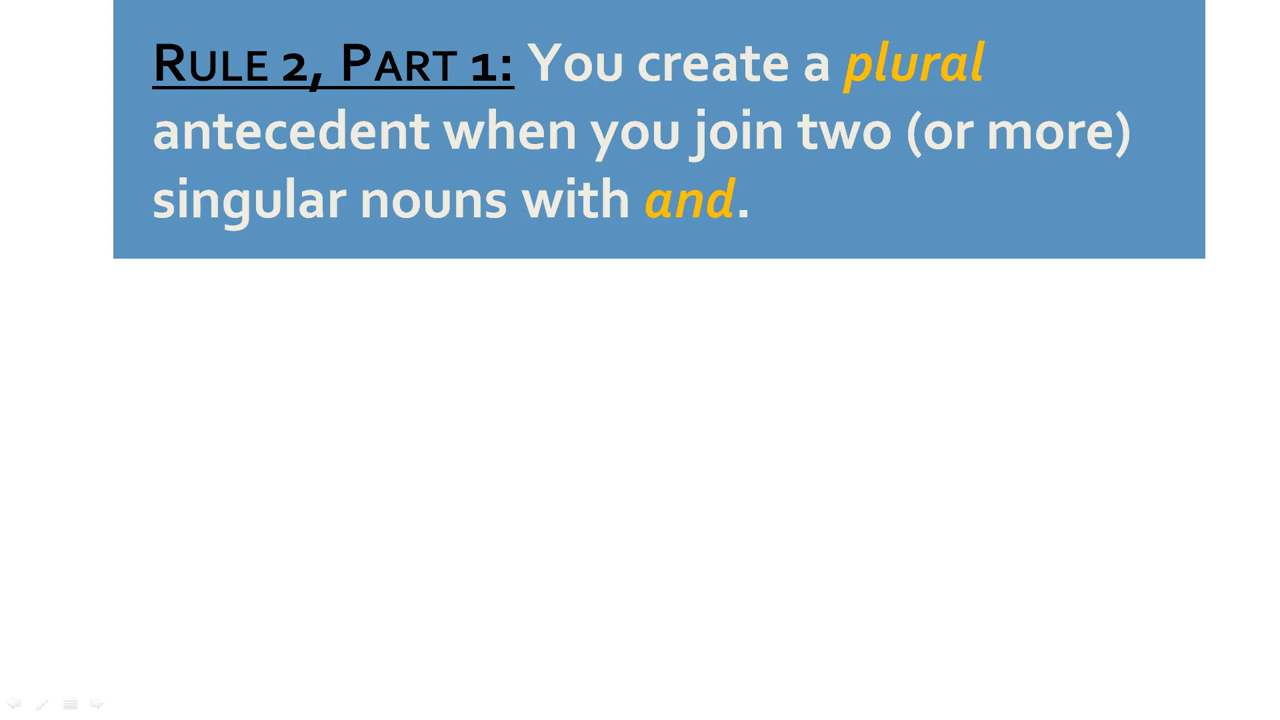 RULE 2, PART 1: You create a plural
antecedent when you join two (or more)
singular nouns with and.